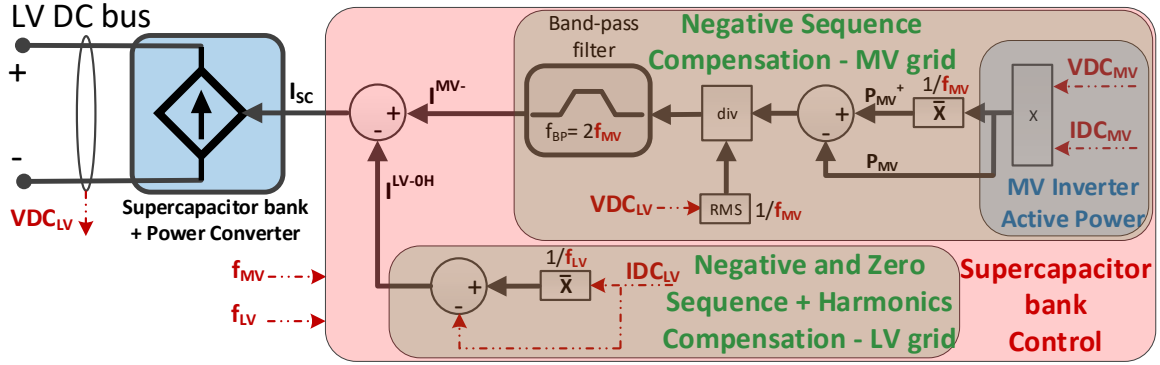 LV DC bus
+
-
VDC_LV
Supercapacitor bank
+ Power Converter
I_SC
f_MV
f_LV
+
-
I^MV-
I^LV-0H
Band-pass
filter
f_BP= 2f_MV
Negative Sequence
Compensation - MV grid
div
VDC_LV
RMS
1/f_MV
+
-
P_MV^+
1/f_MV
X̅
P_MV
x
VDC_MV
IDC_MV
MV Inverter
Active Power
+
-
1/f_LV
X̅
IDC_LV
Negative and Zero
Sequence + Harmonics
Compensation - LV grid
Supercapacitor
bank
Control